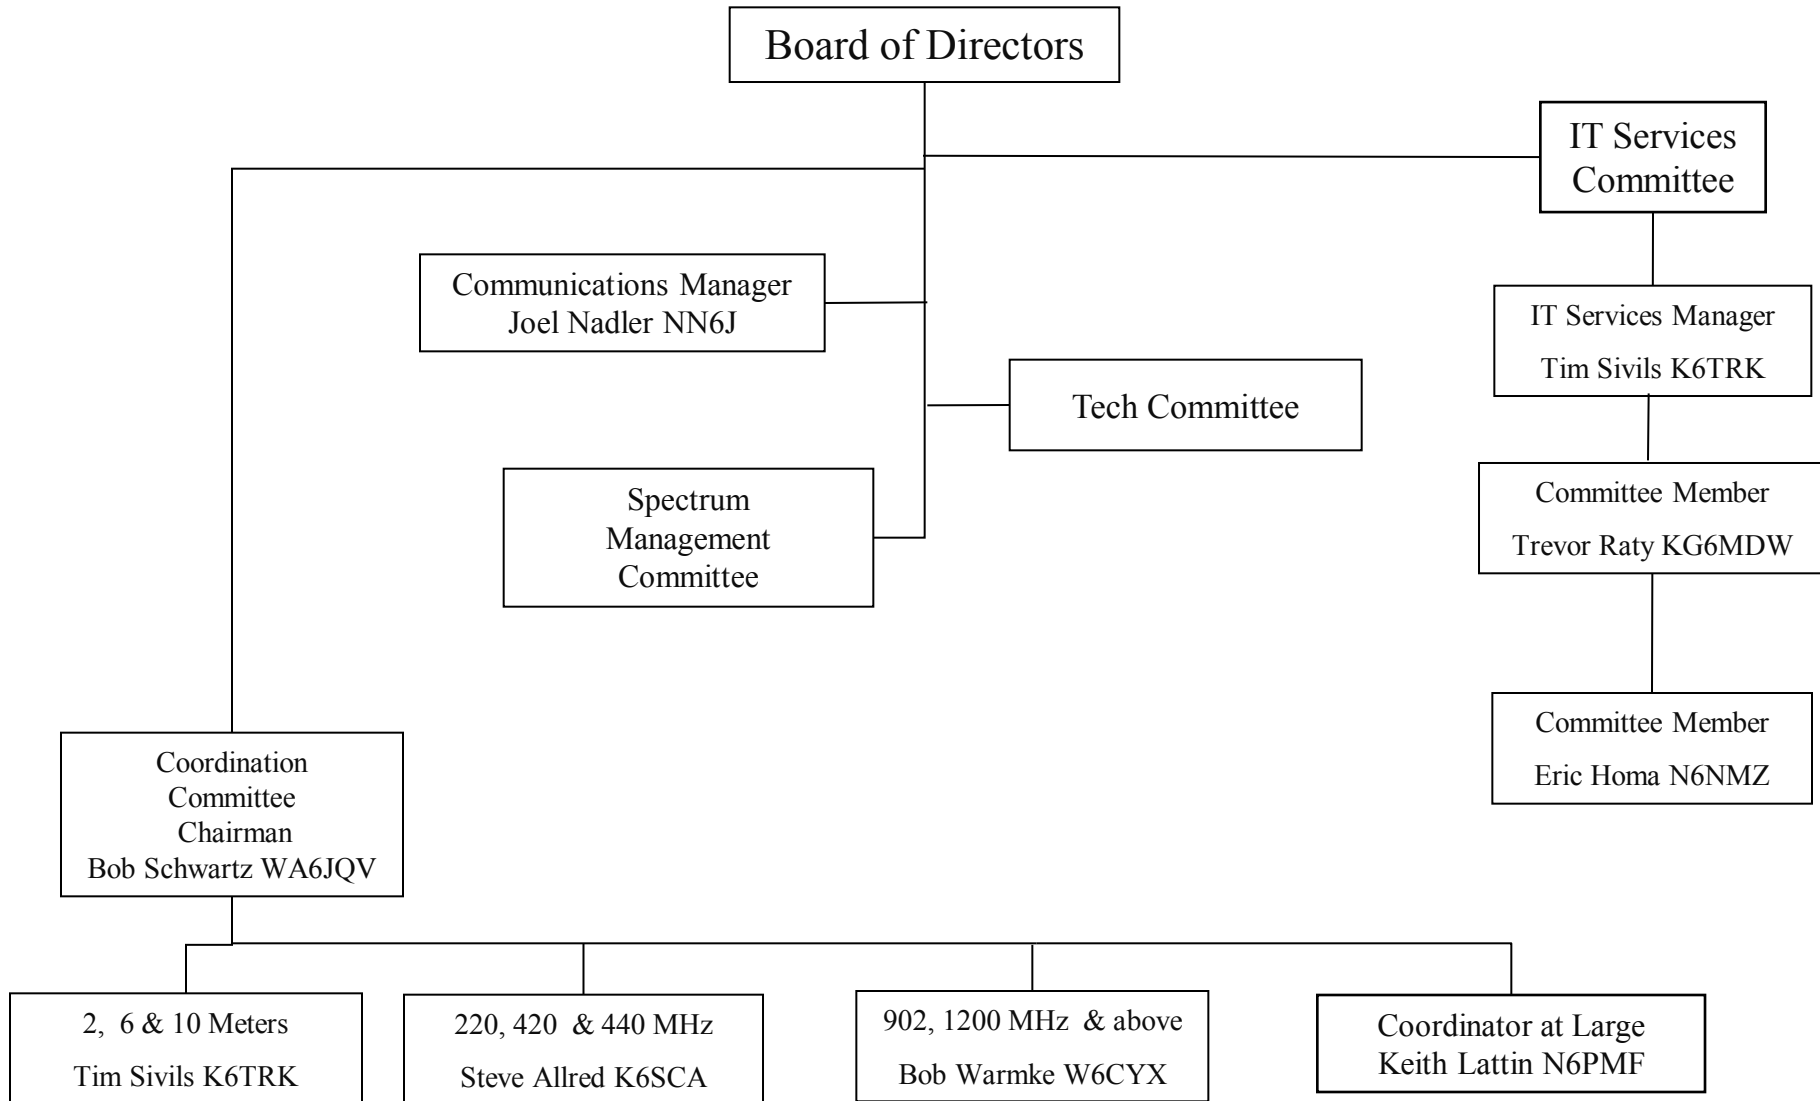 Board of Directors
IT Services
Committee
Communications Manager
Joel Nadler NN6J
IT Services Manager
Tim Sivils K6TRK
Tech Committee
Spectrum
Management
Committee
Committee Member
Trevor Raty KG6MDW
Committee Member
Eric Homa N6NMZ
Coordination
Committee
Chairman
Bob Schwartz WA6JQV
2, 6 & 10 Meters
Tim Sivils K6TRK
220, 420 & 440 MHz
Steve Allred K6SCA
902, 1200 MHz & above
Bob Warmke W6CYX
Coordinator at Large
Keith Lattin N6PMF